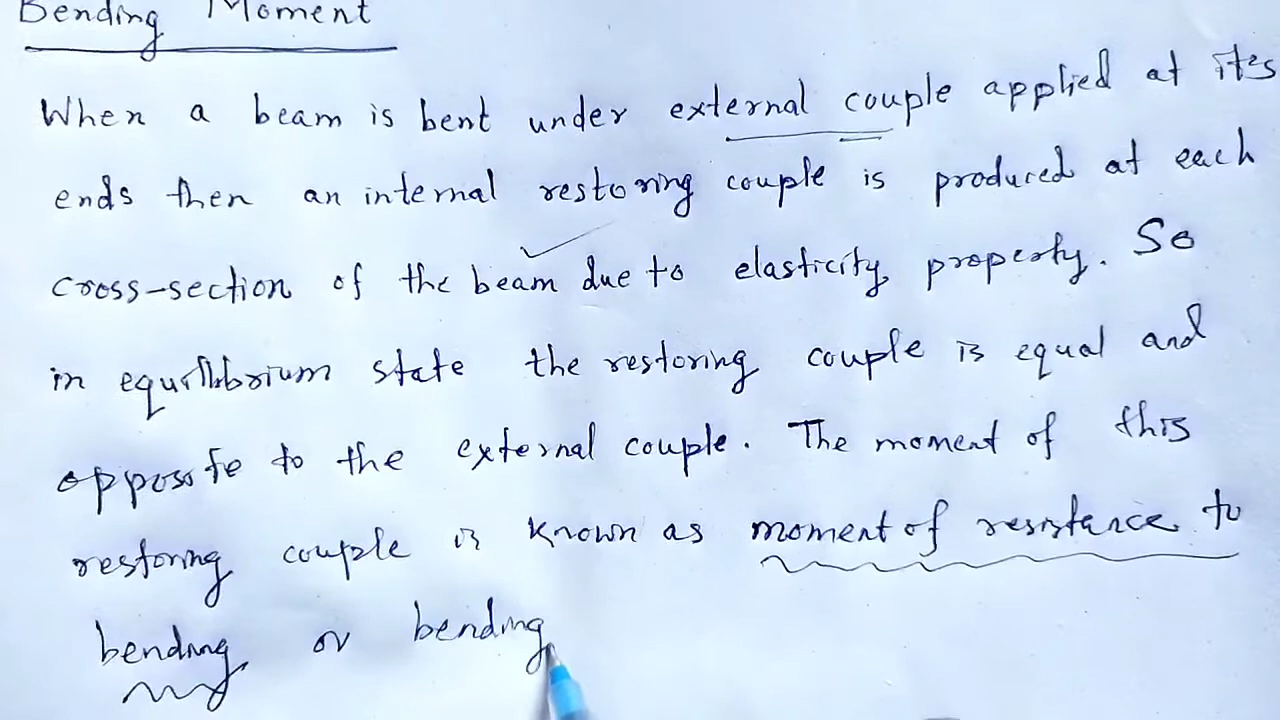 Bending Moment
When a beam is bent under external couple applied at its
ends then an internal restoring couple is produced at each
cross-section of the beam due to elasticity property. So
in equilibrium state the restoring couple is equal and
opposite to the external couple. The moment of this
restoring couple is known as moment of resistance to
bending or bending